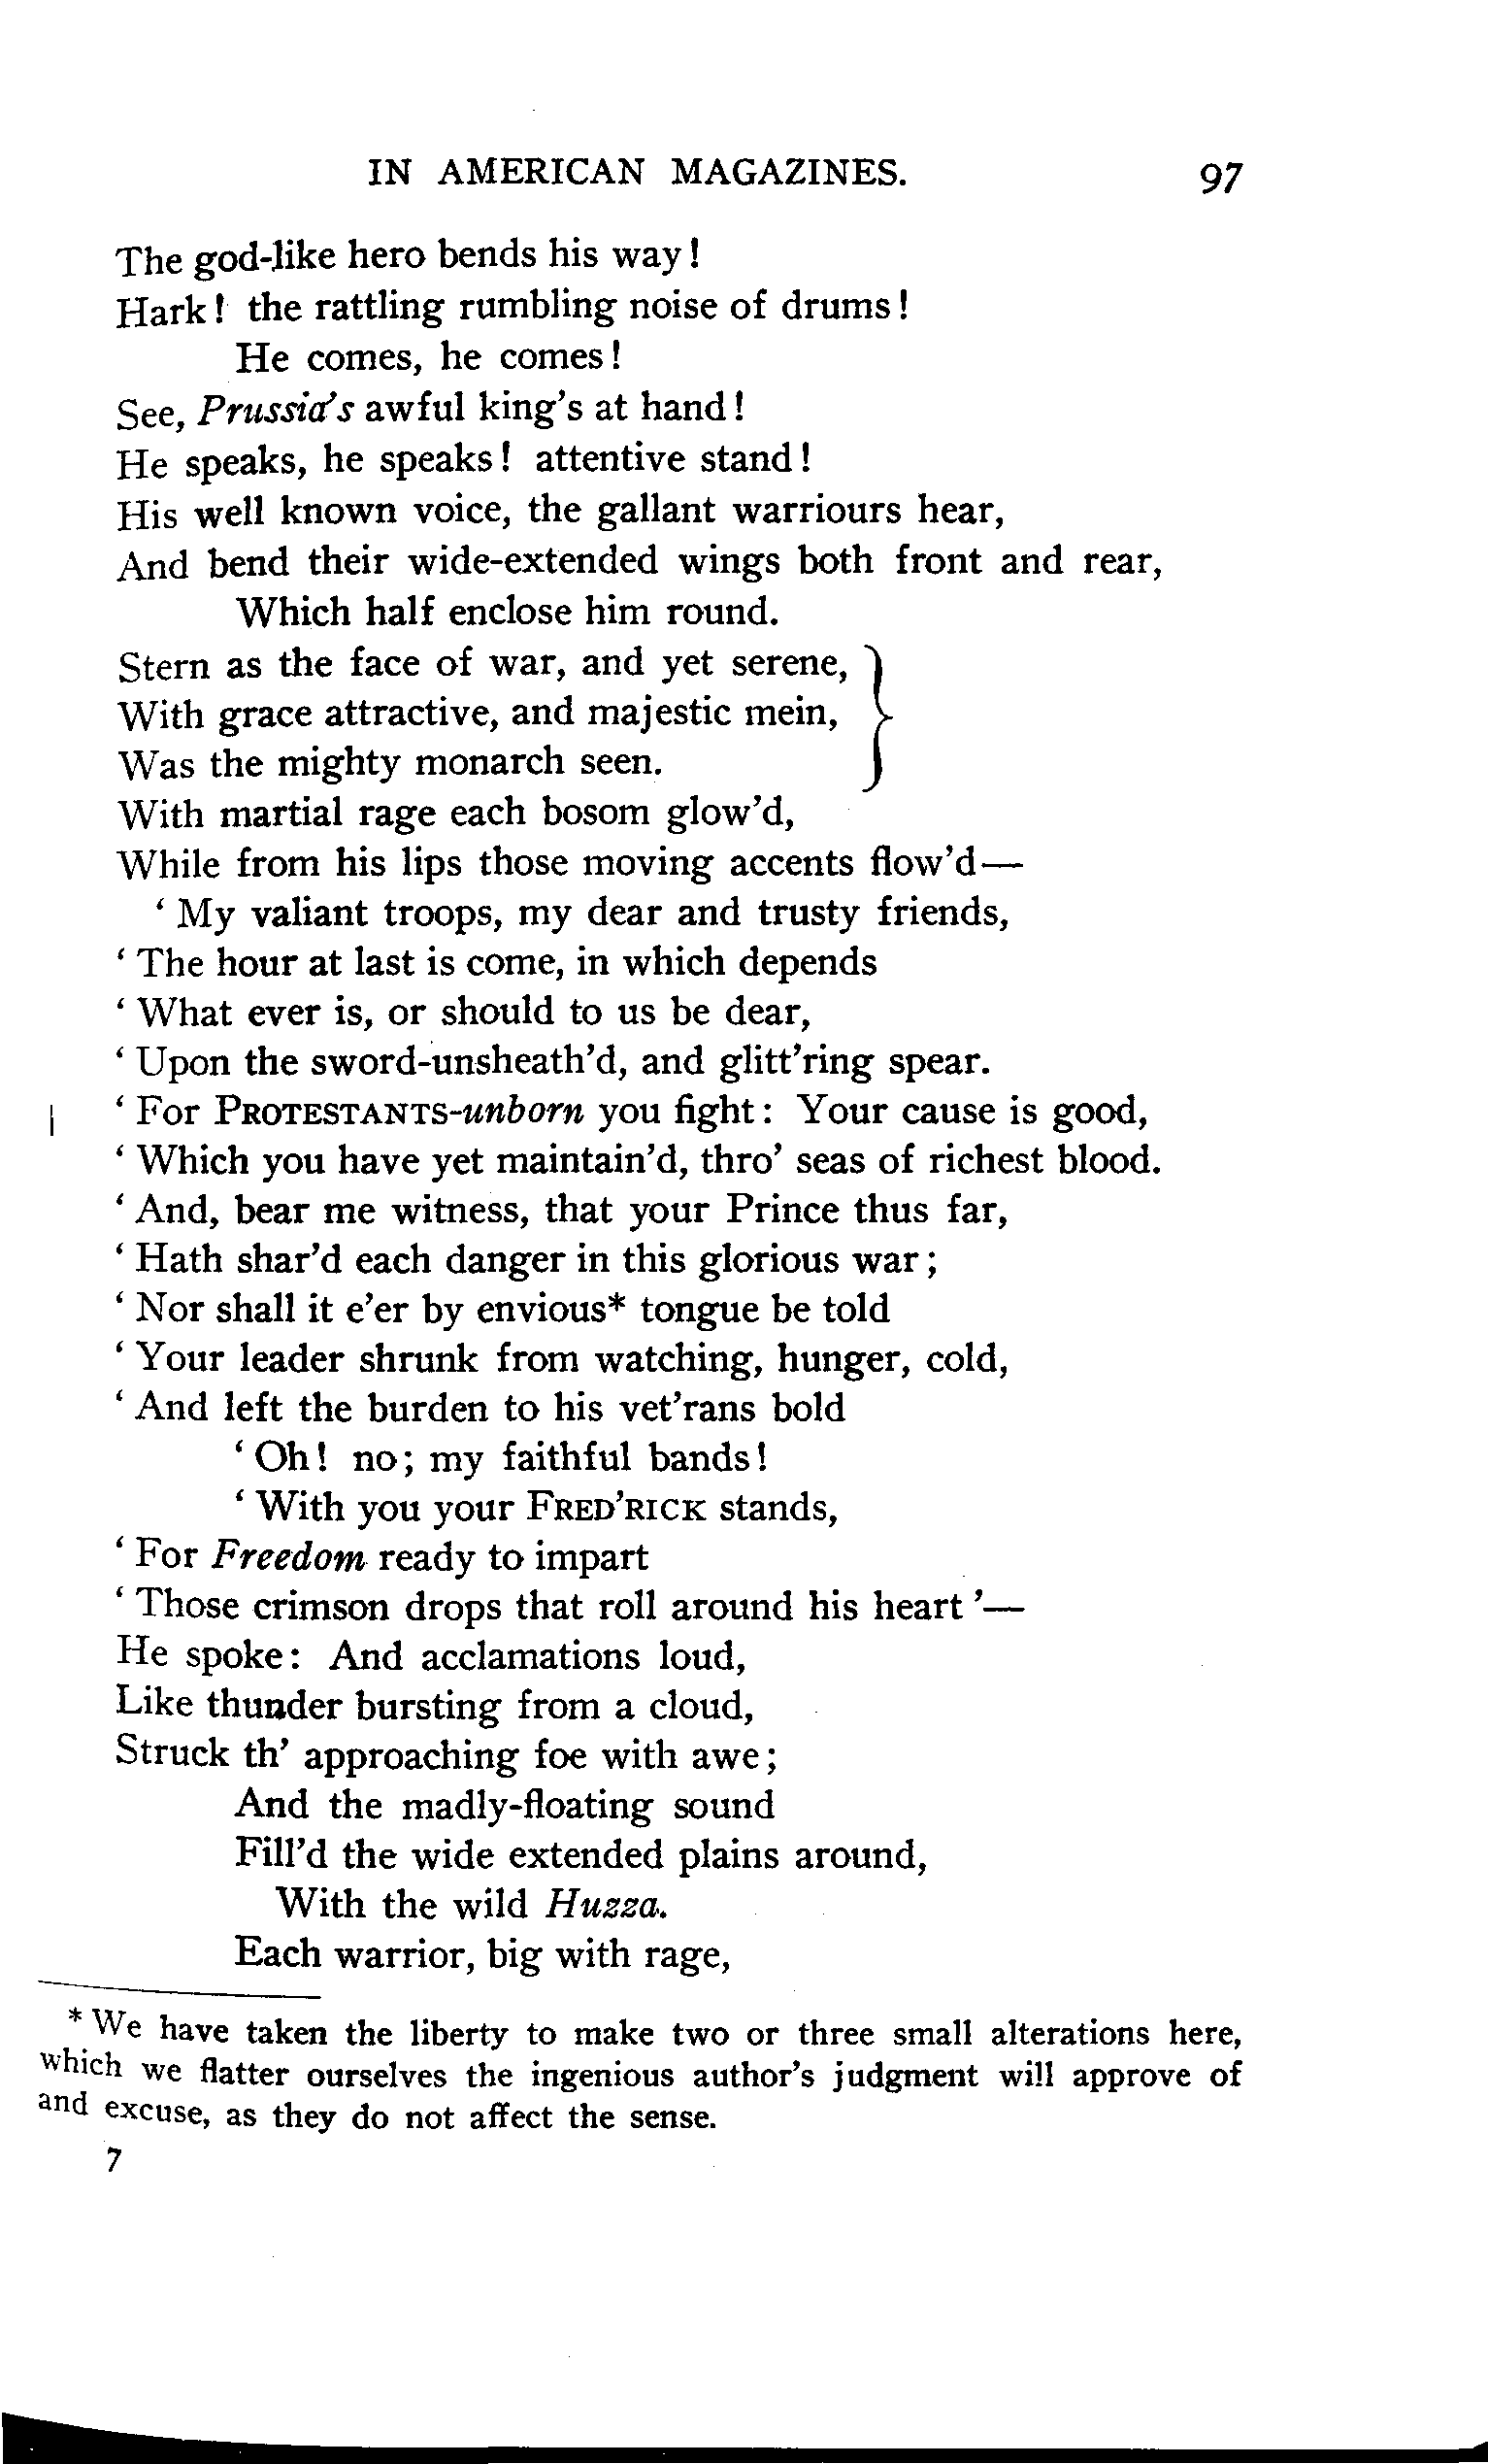 IN AMERICAN MAGAZINES. 97
The god-like hero bends his way!
Hark! the rattling rumbling noise of drums!
He comes, he comes!
See, Prussia's awful king's at hand!
He speaks, he speaks! attentive stand!
His well known voice, the gallant warriours hear,
And bend their wide-extended wings both front and rear,
Which half enclose him round.
Stern as the face of war, and yet serene,
With grace attractive, and majestic mein,
Was the mighty monarch seen.
With martial rage each bosom glow'd,
While from his lips those moving accents flow'd—
‘ My valiant troops, my dear and trusty friends,
‘ The hour at last is come, in which depends
‘ What ever is, or should to us be dear,
‘ Upon the sword-unsheath'd, and glitt'ring spear.
‘ For PROTESTANTS-unborn you fight: Your cause is good,
‘ Which you have yet maintain'd, thro' seas of richest blood.
‘ And, bear me witness, that your Prince thus far,
‘ Hath shar'd each danger in this glorious war;
‘ Nor shall it e'er by envious* tongue be told
‘ Your leader shrunk from watching, hunger, cold,
‘ And left the burden to his vet'rans bold
‘ Oh! no; my faithful bands!
‘ With you your FRED'RICK stands,
‘ For Freedom ready to impart
‘ Those crimson drops that roll around his heart ’—
He spoke: And acclamations loud,
Like thunder bursting from a cloud,
Struck th' approaching foe with awe;
And the madly-floating sound
Fill'd the wide extended plains around,
With the wild Huzza.
Each warrior, big with rage,
* We have taken the liberty to make two or three small alterations here,
which we flatter ourselves the ingenious author's judgment will approve of
and excuse, as they do not affect the sense.
7